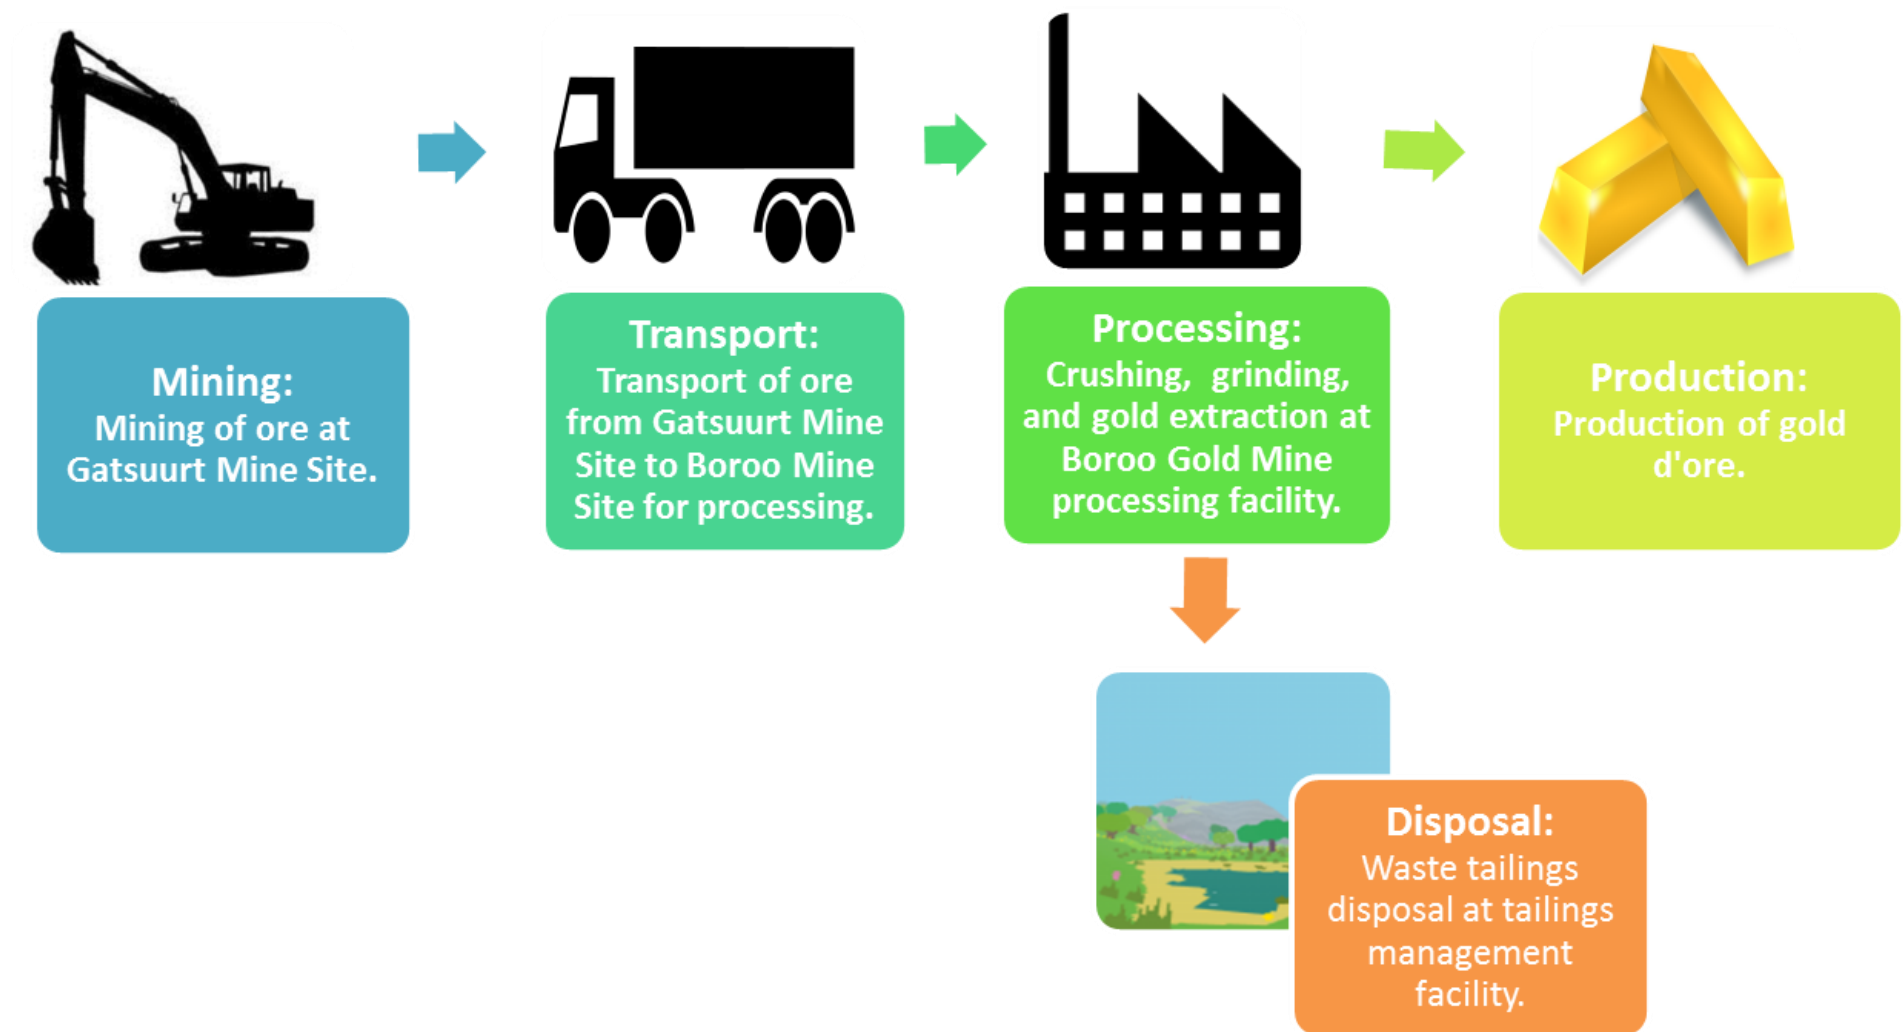 Mining:
Mining of ore at
Gatsuurt Mine Site.
Transport:
Transport of ore
from Gatsuurt Mine
Site to Boroo Mine
Site for processing.
Processing:
Crushing, grinding,
and gold extraction at
Boroo Gold Mine
processing facility.
Production:
Production of gold
d'ore.
Disposal:
Waste tailings
disposal at tailings
management
facility.